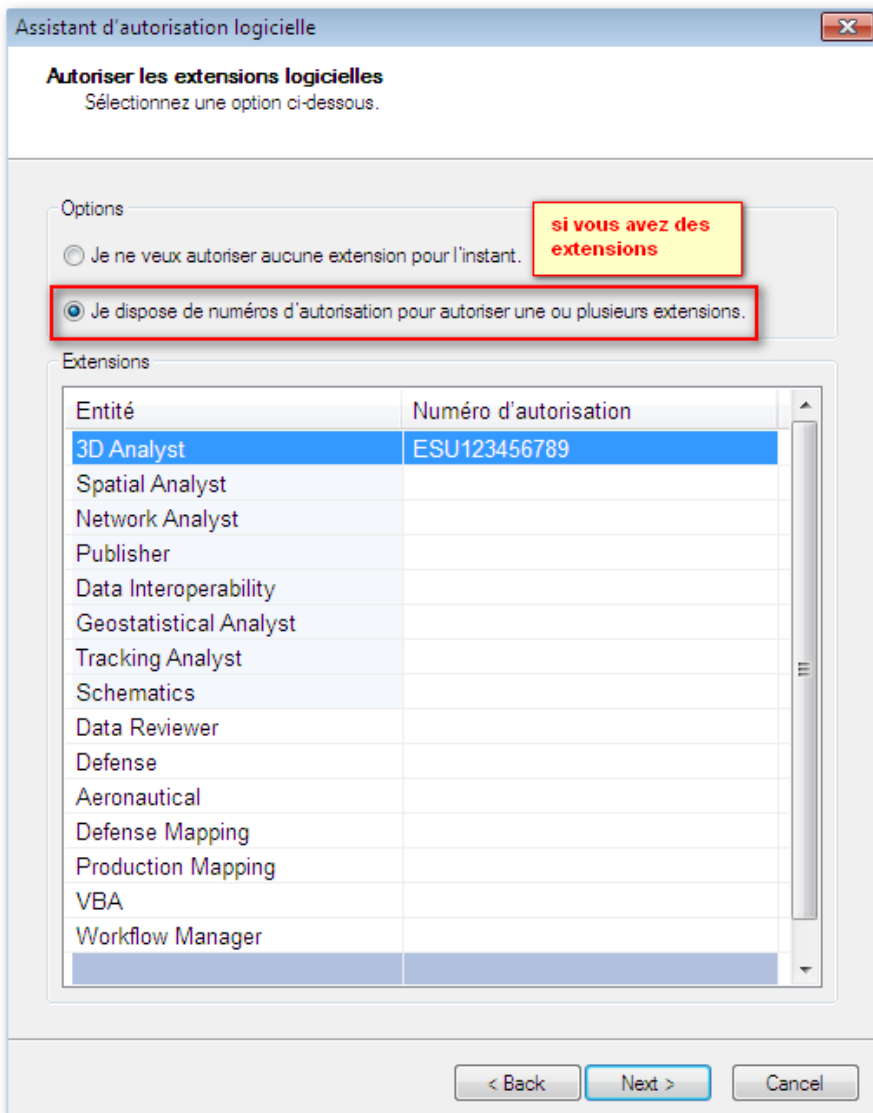 Assistant d'autorisation logicielle
Autoriser les extensions logicielles
Sélectionnez une option ci-dessous.
Options
si vous avez des
extensions
Je ne veux autoriser aucune extension pour l'instant.
Je dispose de numéros d'autorisation pour autoriser une ou plusieurs extensions.
Extensions
Entité Numéro d'autorisation
3D Analyst ESU123456789
Spatial Analyst
Network Analyst
Publisher
Data Interoperability
Geostatistical Analyst
Tracking Analyst
Schematics
Data Reviewer
Defense
Aeronautical
Defense Mapping
Production Mapping
VBA
Workflow Manager
< Back Next > Cancel